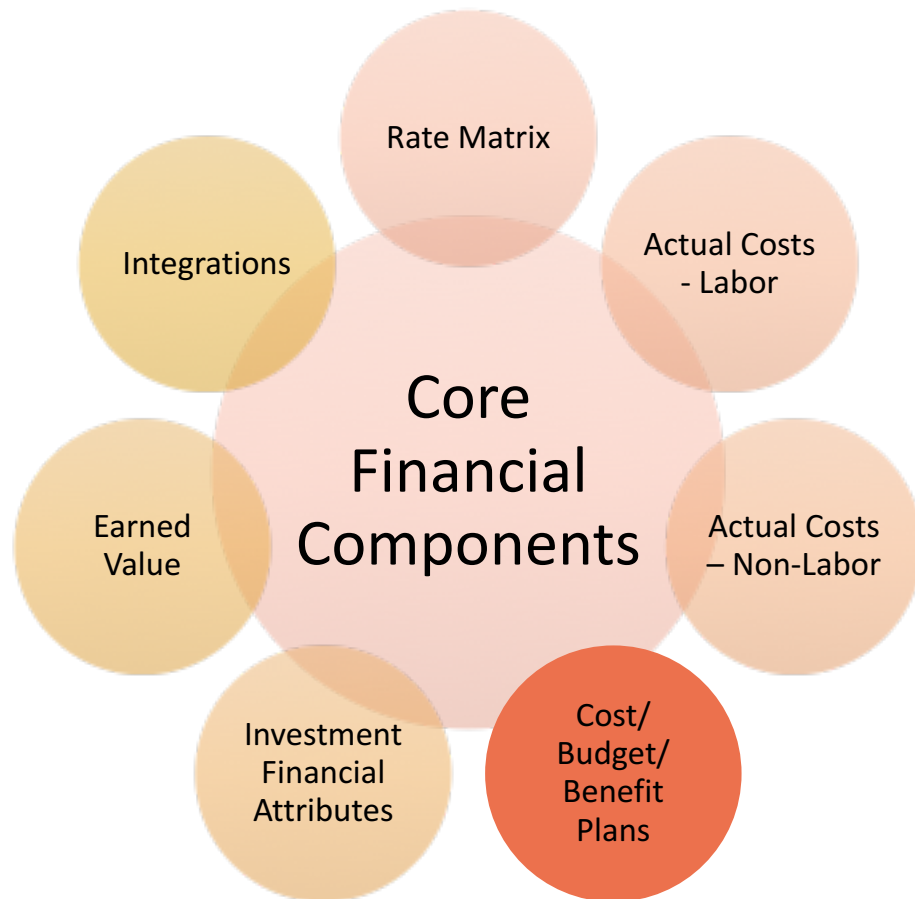 Rate Matrix
Integrations
Actual Costs
- Labor
Core
Financial
Components
Earned
Value
Actual Costs
– Non-Labor
Investment
Financial
Attributes
Cost/
Budget/
Benefit
Plans